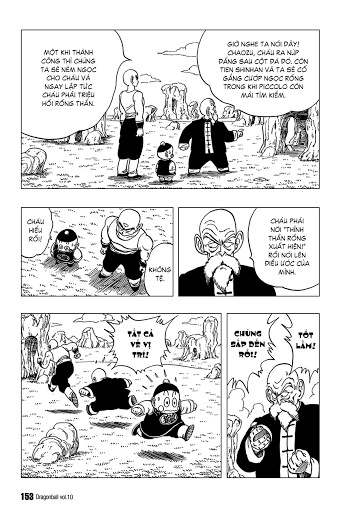 GIỜ NGHE TA NÓI ĐÂY!
CHAOZU, CHÁU RA NÚP
ĐẰNG SAU CỘT ĐÁ ĐÓ. CÒN
TIEN SHINHAN VÀ TA SẼ CỐ
GẮNG CƯỚP NGỌC RỒNG
TRONG KHI PICCOLO CÒN
MẢI TÌM KIẾM.
MỘT KHI THÀNH
CÔNG THÌ CHÚNG
TA SẼ NÉM NGỌC
CHO CHÁU VÀ
NGAY LẬP TỨC
CHÁU PHẢI TRIỆU
HỒI RỒNG THẦN.
CHÁU PHẢI
NÓI "THỈNH
THẦN RỒNG
XUẤT HIỆN!"
RỒI NÓI LÊN
ĐIỀU ƯỚC CỦA
MÌNH.
CHÁU
HIỂU
RỒI!
KHÔNG
TỆ.
TỐT
LẮM!
CHÚNG
SẮP ĐẾN
RỒI!
TẤT CẢ
VỀ VỊ
TRÍ!
153 Dragonball vol.10